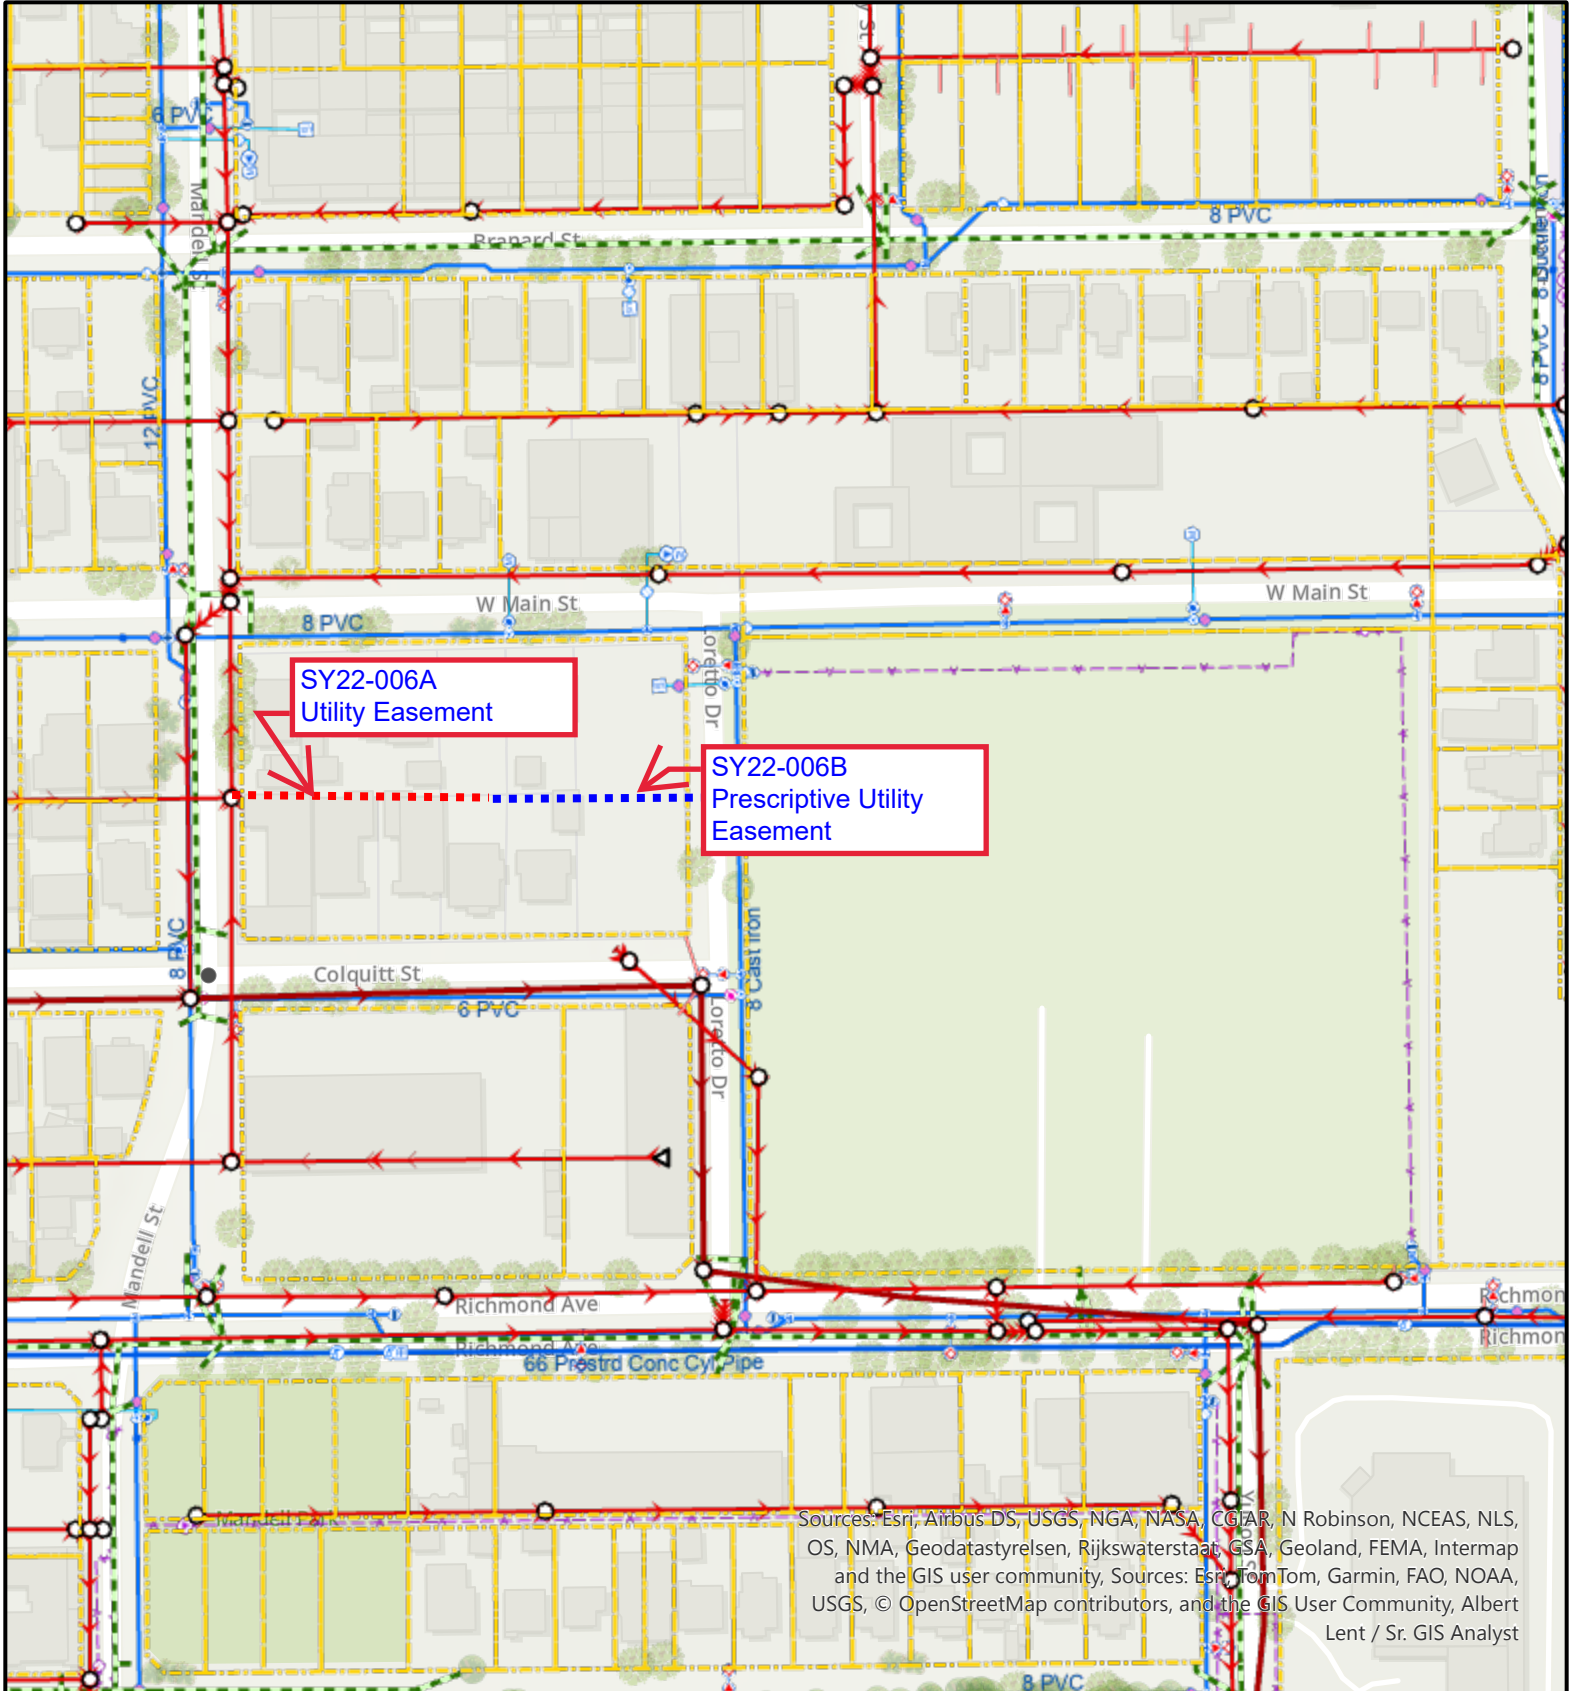 y St
6 PVC
Mandell St
Branard St
8 PVC
12 PVC
8 PVC
W Main St
W Main St
8 PVC
Loretto Dr
SY22-006A
Utility Easement
SY22-006B
Prescriptive Utility
Easement
8 PVC
8 Cast Iron
Colquitt St
6 PVC
Loretto Dr
Mandell St
Richmond Ave
Richmon
Richmond Ave
Richmon
66 Prestrd Conc Cyl Pipe
Mandell Park
Sources: Esri, Airbus DS, USGS, NGA, NASA, CGIAR, N Robinson, NCEAS, NLS,
OS, NMA, Geodatastyrelsen, Rijkswaterstaat, GSA, Geoland, FEMA, Intermap
and the GIS user community, Sources: Esri, TomTom, Garmin, FAO, NOAA,
USGS, © OpenStreetMap contributors, and the GIS User Community, Albert
Lent / Sr. GIS Analyst
8 PVC